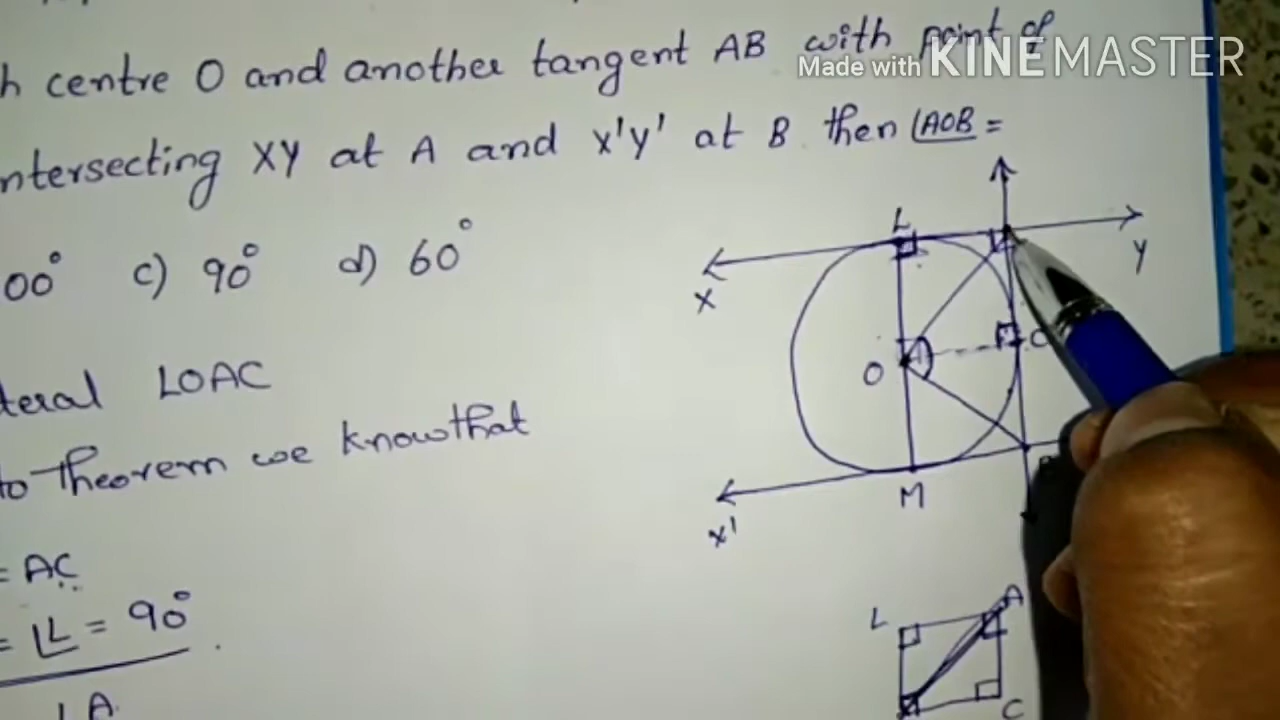 h centre O and another tangent AB with point of
Made with KINEMASTER
ntersecting XY at A and x'y' at B then ∠AOB =
00° c) 90° d) 60°
L
X
Y
O
C
teral LOAC
to Theorem we know that
M
x'
= AC
= ∠L = 90°
L
A
C